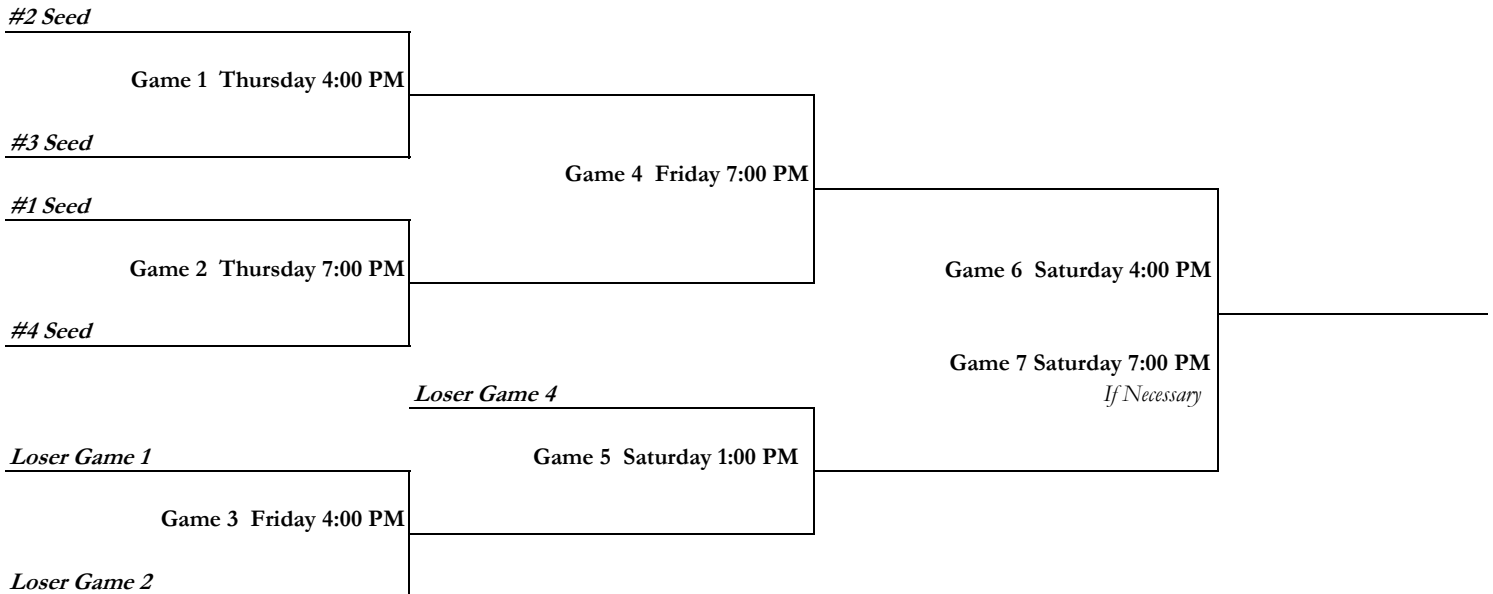 #2 Seed
Game 1 Thursday 4:00 PM
#3 Seed
Game 4 Friday 7:00 PM
#1 Seed
Game 2 Thursday 7:00 PM
Game 6 Saturday 4:00 PM
#4 Seed
Game 7 Saturday 7:00 PM
Loser Game 4
If Necessary
Loser Game 1
Game 5 Saturday 1:00 PM
Game 3 Friday 4:00 PM
Loser Game 2